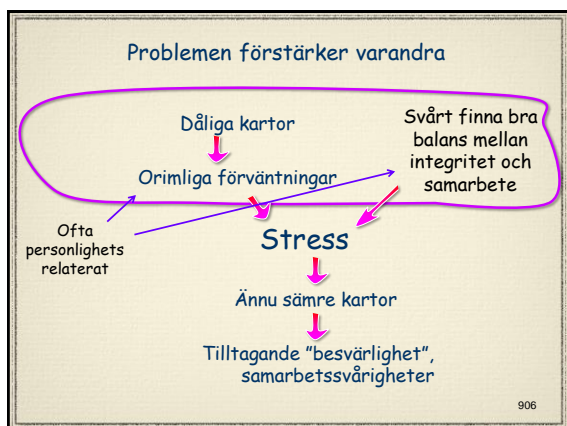 Problemen förstärker varandra
Dåliga kartor
Orimliga förväntningar
Svårt finna bra
balans mellan
integritet och
samarbete
Ofta
personlighets
relaterat
Stress
Ännu sämre kartor
Tilltagande ”besvärlighet”,
samarbetssvårigheter
906